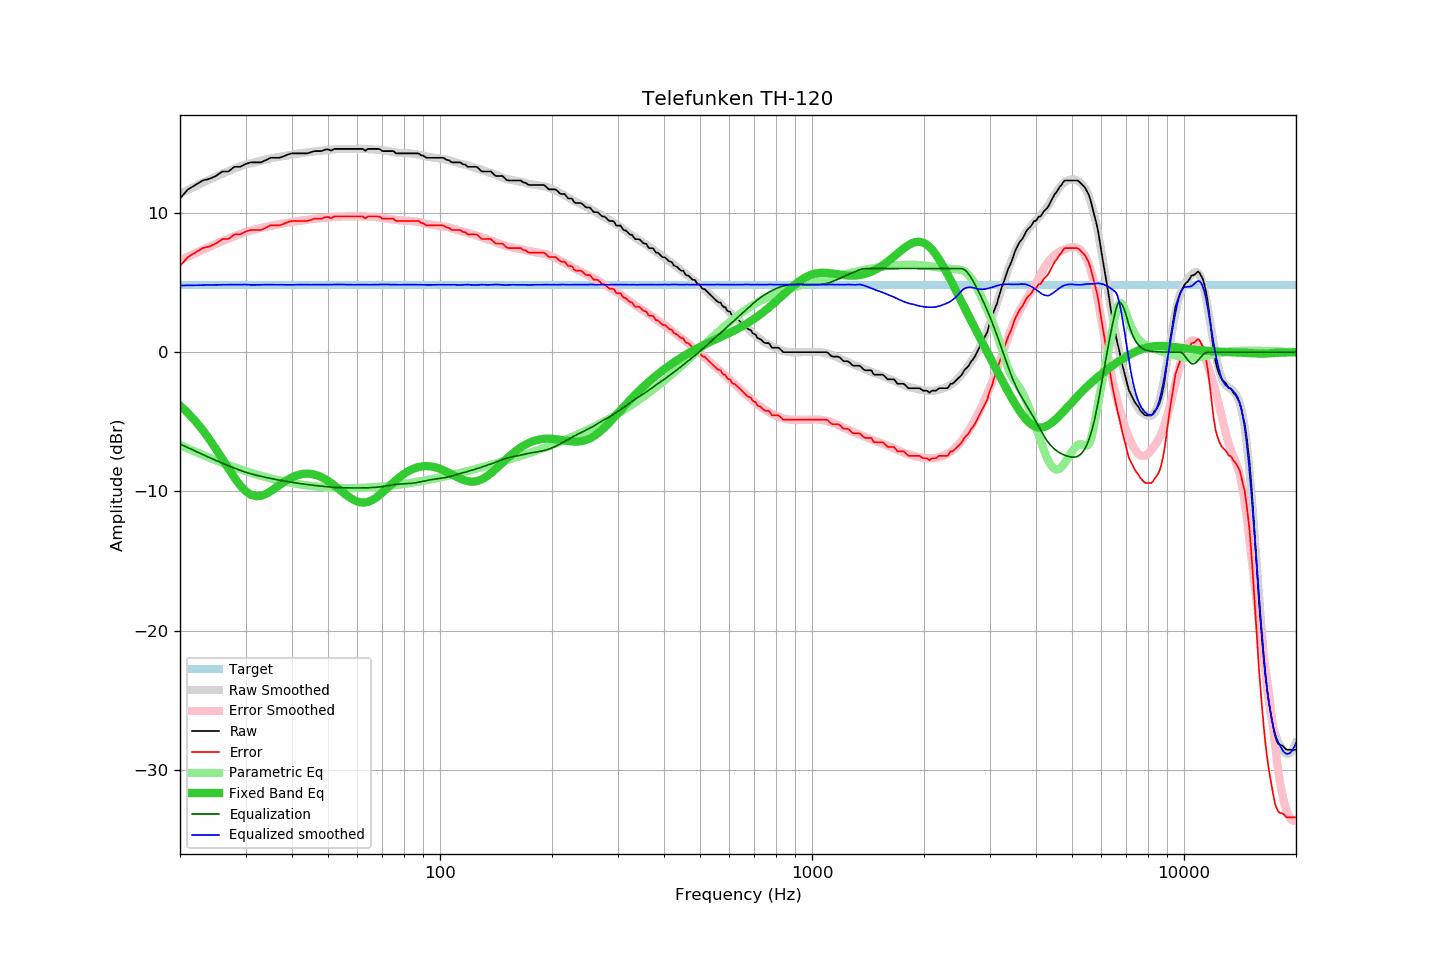 Telefunken TH-120
Amplitude (dBr)
10
0
−10
−20
−30
Target
Raw Smoothed
Error Smoothed
Raw
Error
Parametric Eq
Fixed Band Eq
Equalization
Equalized smoothed
100
1000
10000
Frequency (Hz)